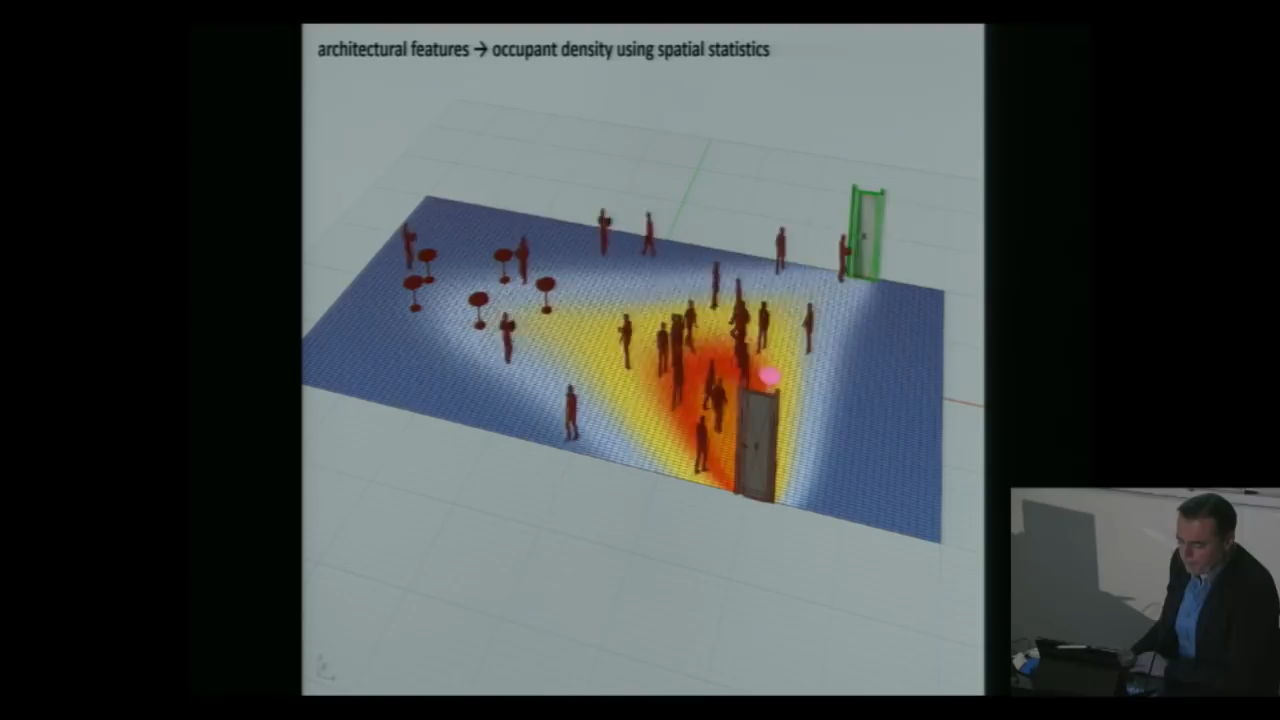 architectural features → occupant density using spatial statistics